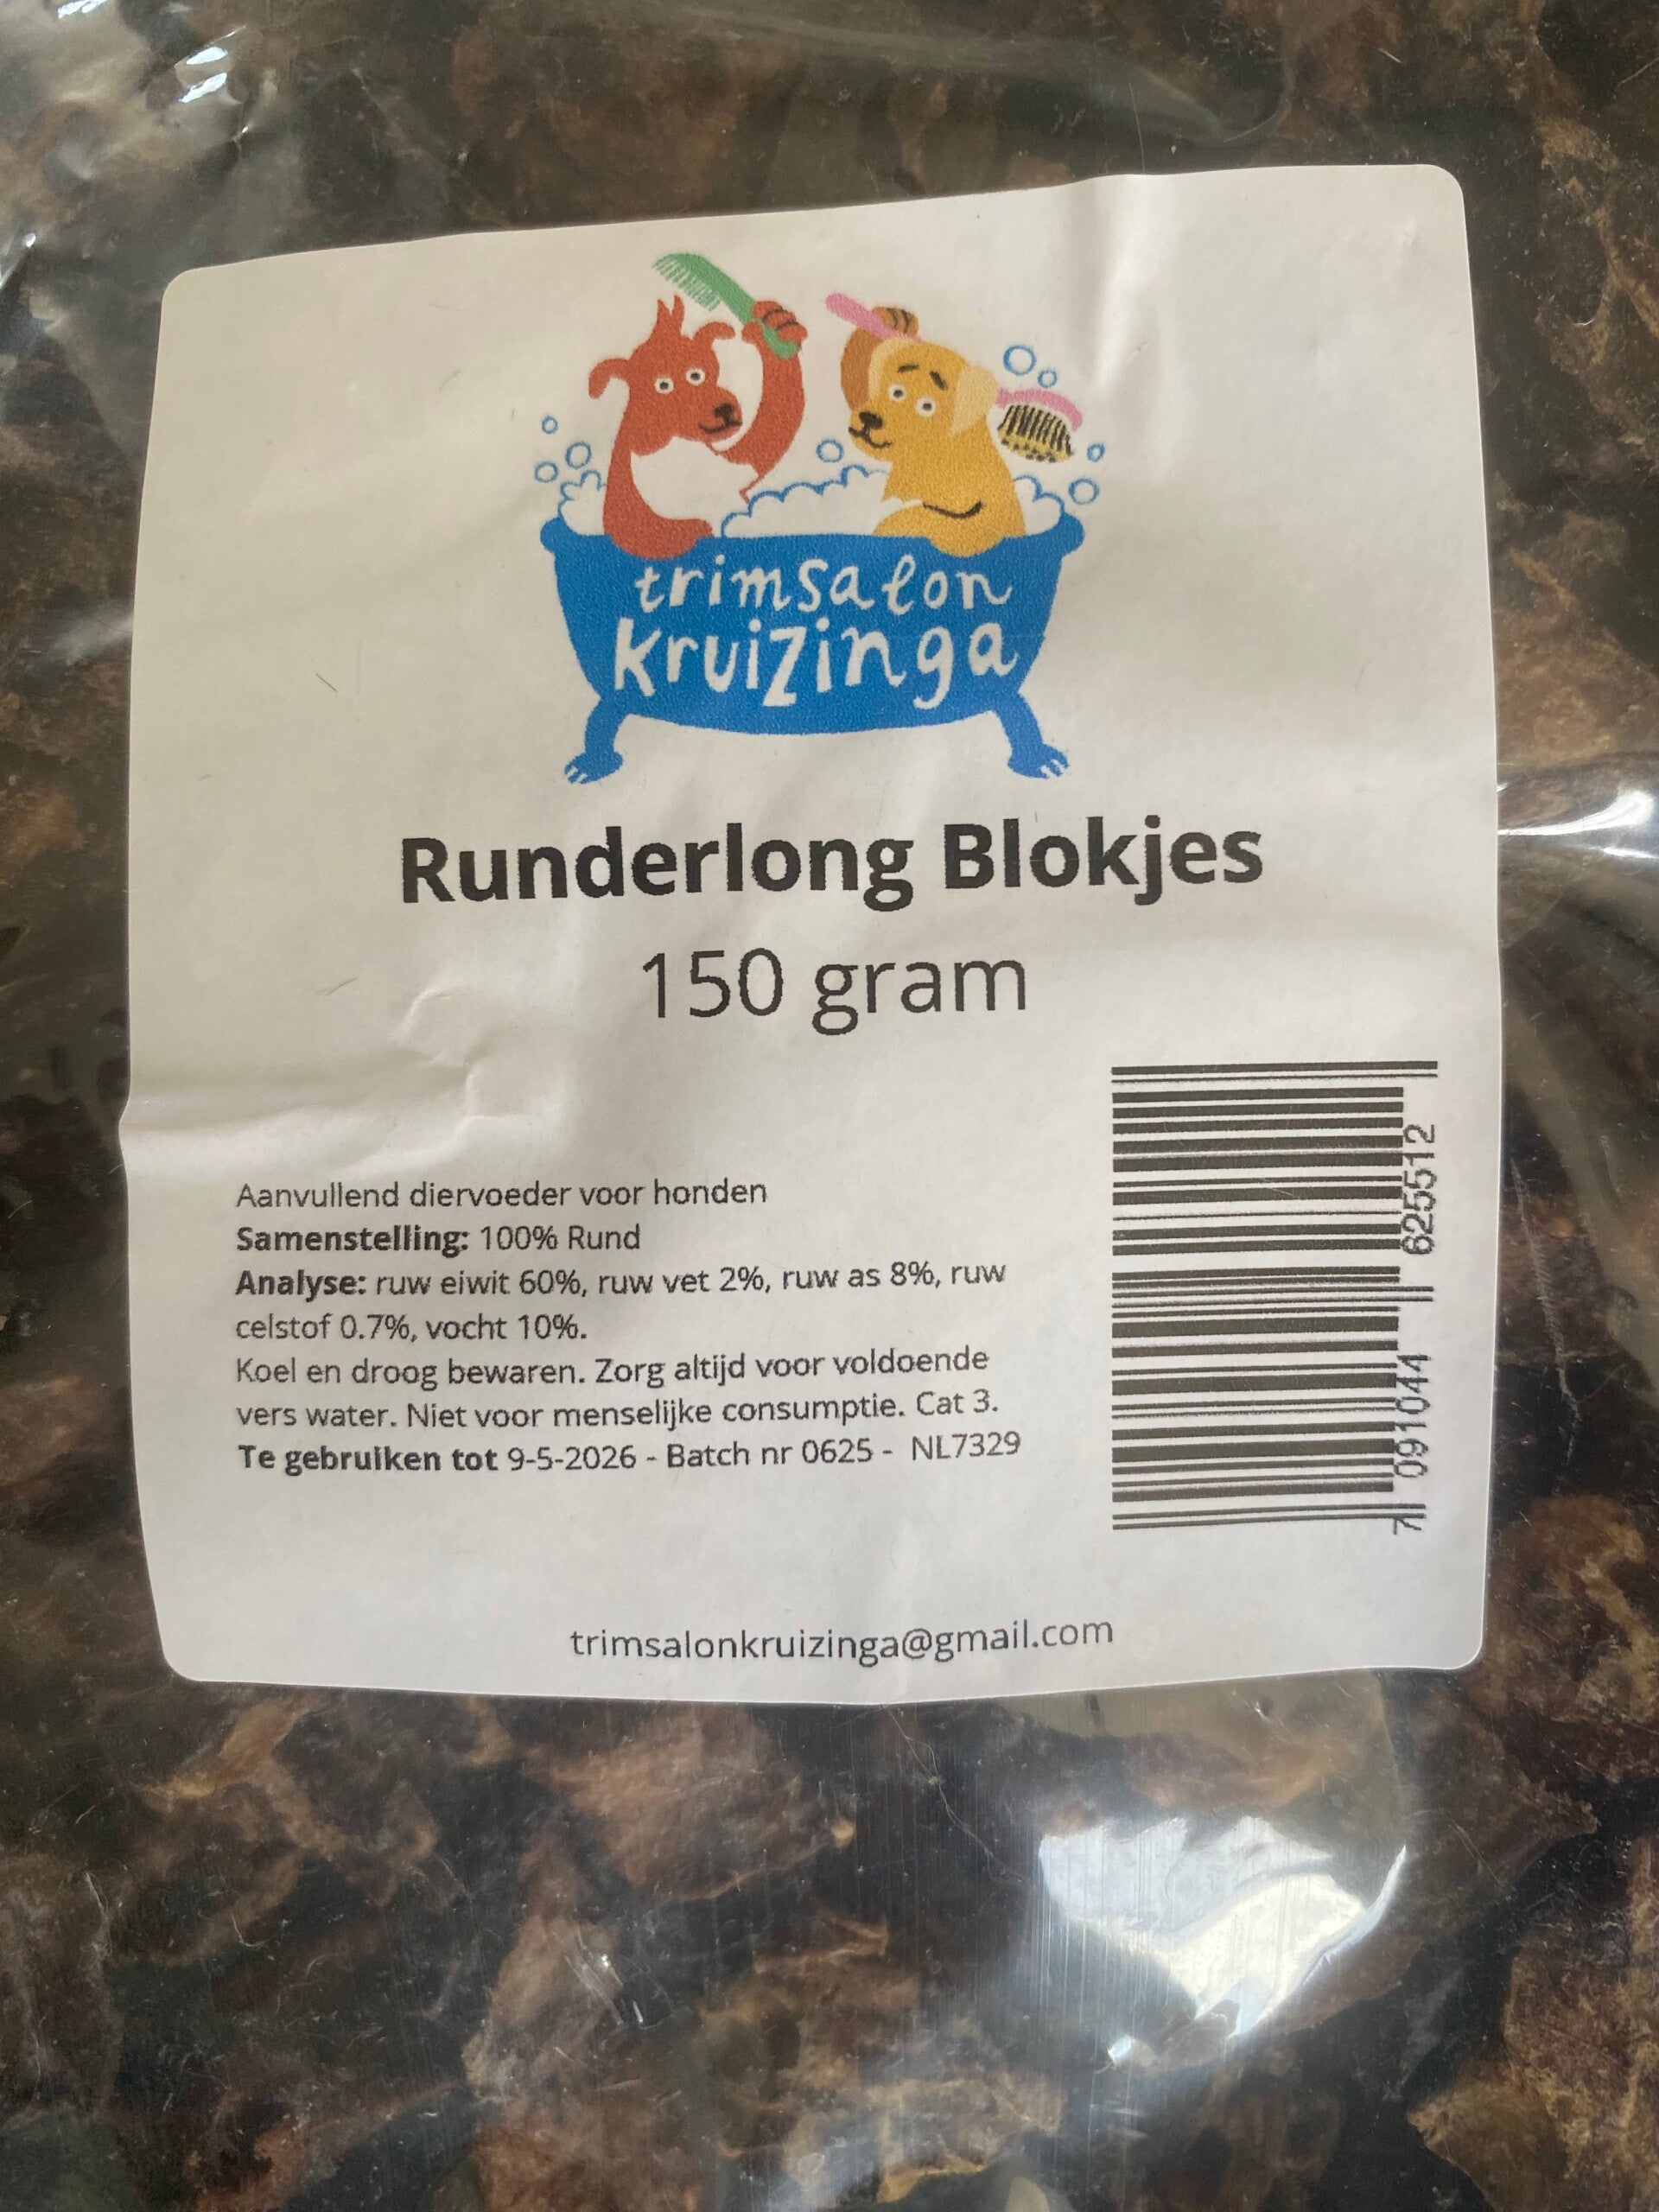 trimsalon
kruizinga
Runderlong Blokjes
150 gram
Aanvullend diervoeder voor honden
Samenstelling: 100% Rund
Analyse: ruw eiwit 60%, ruw vet 2%, ruw as 8%, ruw
celstof 0.7%, vocht 10%.
Koel en droog bewaren. Zorg altijd voor voldoende
vers water. Niet voor menselijke consumptie. Cat 3.
Te gebruiken tot 9-5-2026 - Batch nr 0625 - NL7329
7 091044 625512
trimsalonkruizinga@gmail.com